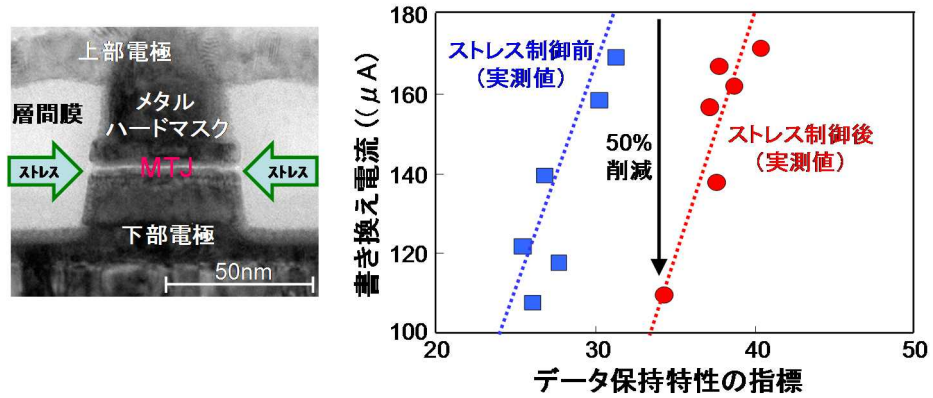 上部電極
層間膜
メタル
ハードマスク
ストレス
MTJ
ストレス
下部電極
50nm
書き換え電流((μA)
180
160
140
120
100
ストレス制御前
(実測値)
50%
削減
ストレス制御後
(実測値)
20
30
40
50
データ保持特性の指標